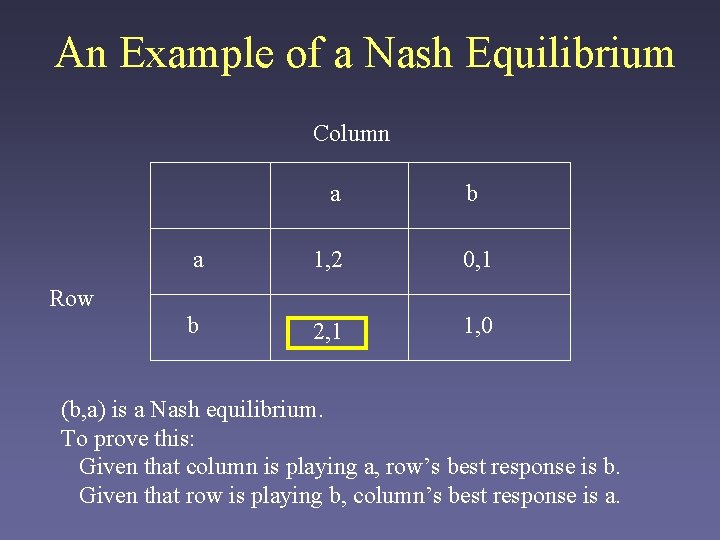 An Example of a Nash Equilibrium
Column
a b
a 1,2 0,1
Row
b 2,1 1,0
(b,a) is a Nash equilibrium.
To prove this:
Given that column is playing a, row’s best response is b.
Given that row is playing b, column’s best response is a.